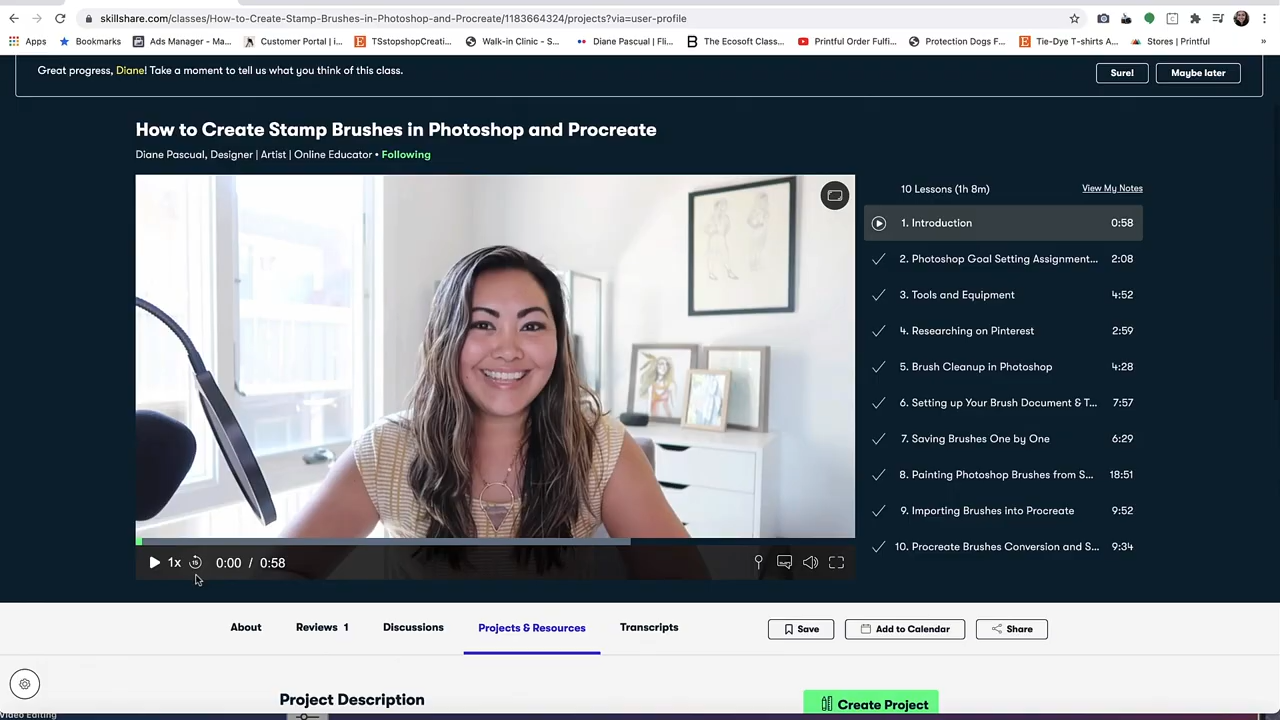 skillshare.com/classes/How-to-Create-Stamp-Brushes-in-Photoshop-and-Procreate/1183664324/projects?via=user-profile
Apps Bookmarks Ads Manager - Ma... Customer Portal | i... TSstopshopCreati... Walk-in Clinic - S... Diane Pascual | Fli... The Ecosoft Class... Printful Order Fulfi... Protection Dogs F... Tie-Dye T-shirts A... Stores | Printful »
Great progress, Diane! Take a moment to tell us what you think of this class.
Sure!
Maybe later
How to Create Stamp Brushes in Photoshop and Procreate
Diane Pascual, Designer | Artist | Online Educator • Following
10 Lessons (1h 8m)
View My Notes
1. Introduction 0:58
2. Photoshop Goal Setting Assignment... 2:08
3. Tools and Equipment 4:52
4. Researching on Pinterest 2:59
5. Brush Cleanup in Photoshop 4:28
6. Setting up Your Brush Document & T... 7:57
7. Saving Brushes One by One 6:29
8. Painting Photoshop Brushes from S... 18:51
9. Importing Brushes into Procreate 9:52
10. Procreate Brushes Conversion and S... 9:34
1x 15 0:00 / 0:58
About Reviews 1 Discussions Projects & Resources Transcripts
Save
Add to Calendar
Share
Project Description
Create Project
Video Editing